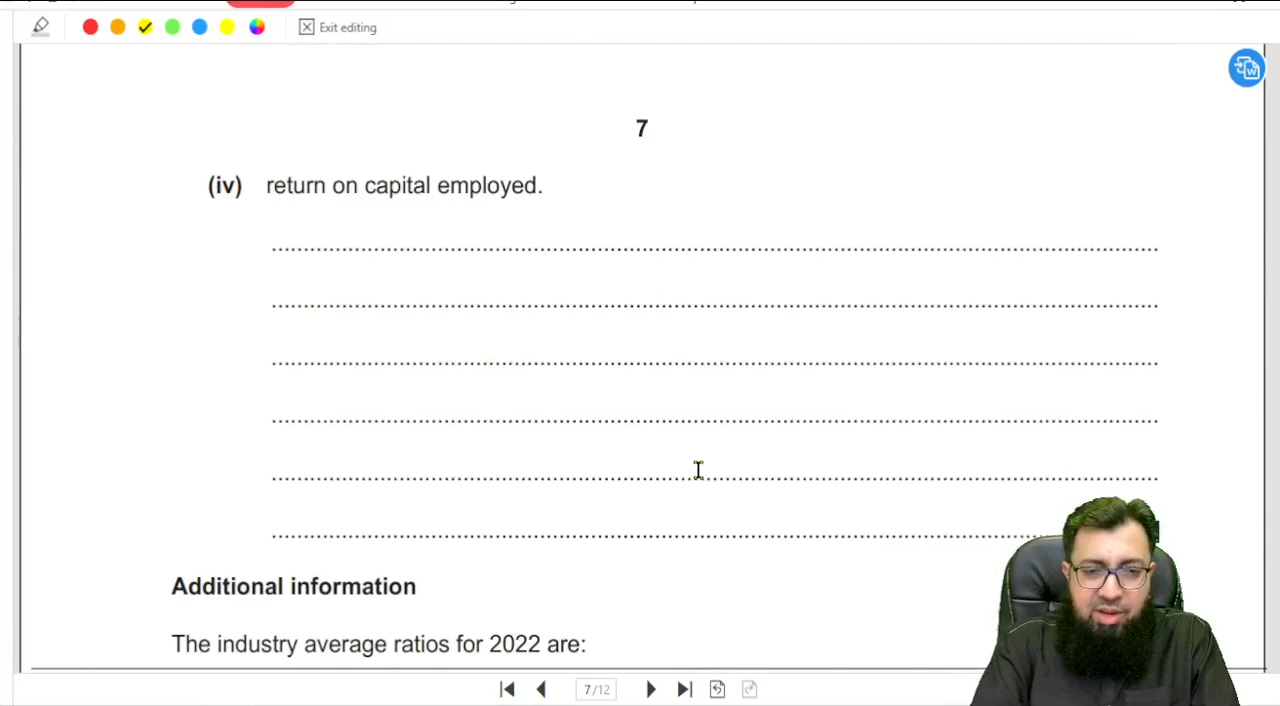 Exit editing
7
(iv) return on capital employed.
................................................................................
................................................................................
................................................................................
................................................................................
................................................................................
................................................................................
Additional information
The industry average ratios for 2022 are:
7/12